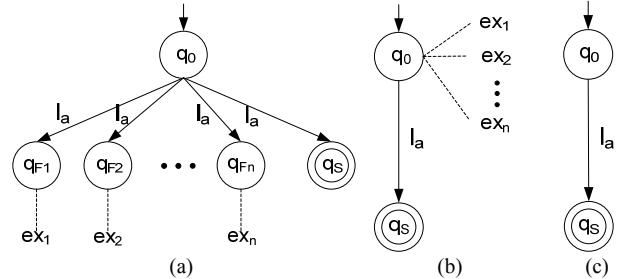 q0
la la la la
qF1 qF2 ••• qFn qS
ex1 ex2 exn
(a)
q0
ex1
ex2
exn
la
qS
(b)
q0
la
qS
(c)